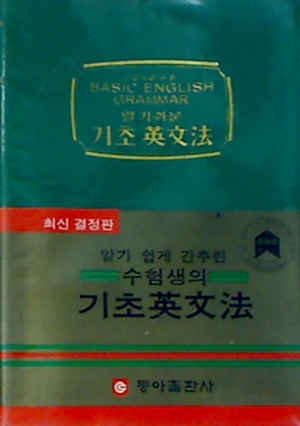 BASIC ENGLISH
GRAMMAR
알기쉬운
기초 英文法
최신 결정판
알기 쉽게 간추린
수험생의
기초英文法
동아출판사